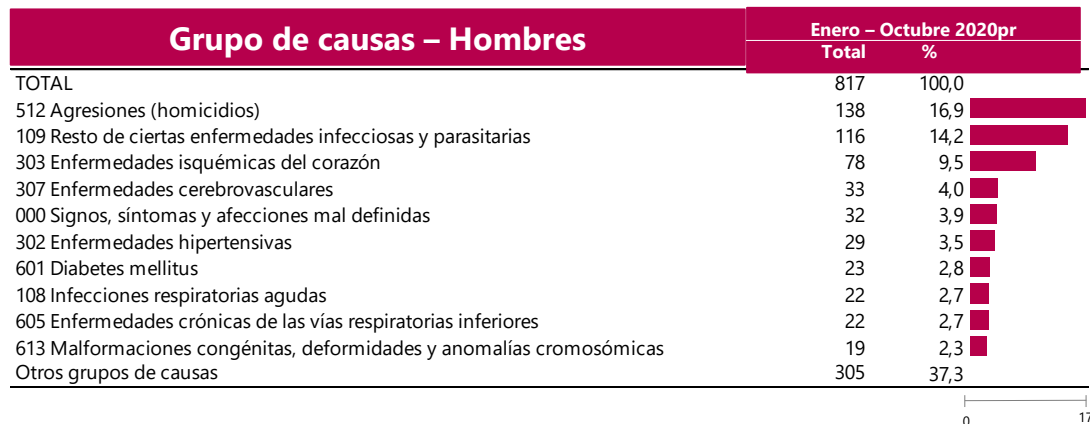 Grupo de causas – Hombres
Enero – Octubre 2020pr
Total %
TOTAL 817 100,0
512 Agresiones (homicidios) 138 16,9
109 Resto de ciertas enfermedades infecciosas y parasitarias 116 14,2
303 Enfermedades isquémicas del corazón 78 9,5
307 Enfermedades cerebrovasculares 33 4,0
000 Signos, síntomas y afecciones mal definidas 32 3,9
302 Enfermedades hipertensivas 29 3,5
601 Diabetes mellitus 23 2,8
108 Infecciones respiratorias agudas 22 2,7
605 Enfermedades crónicas de las vías respiratorias inferiores 22 2,7
613 Malformaciones congénitas, deformidades y anomalías cromosómicas 19 2,3
Otros grupos de causas 305 37,3
0 17